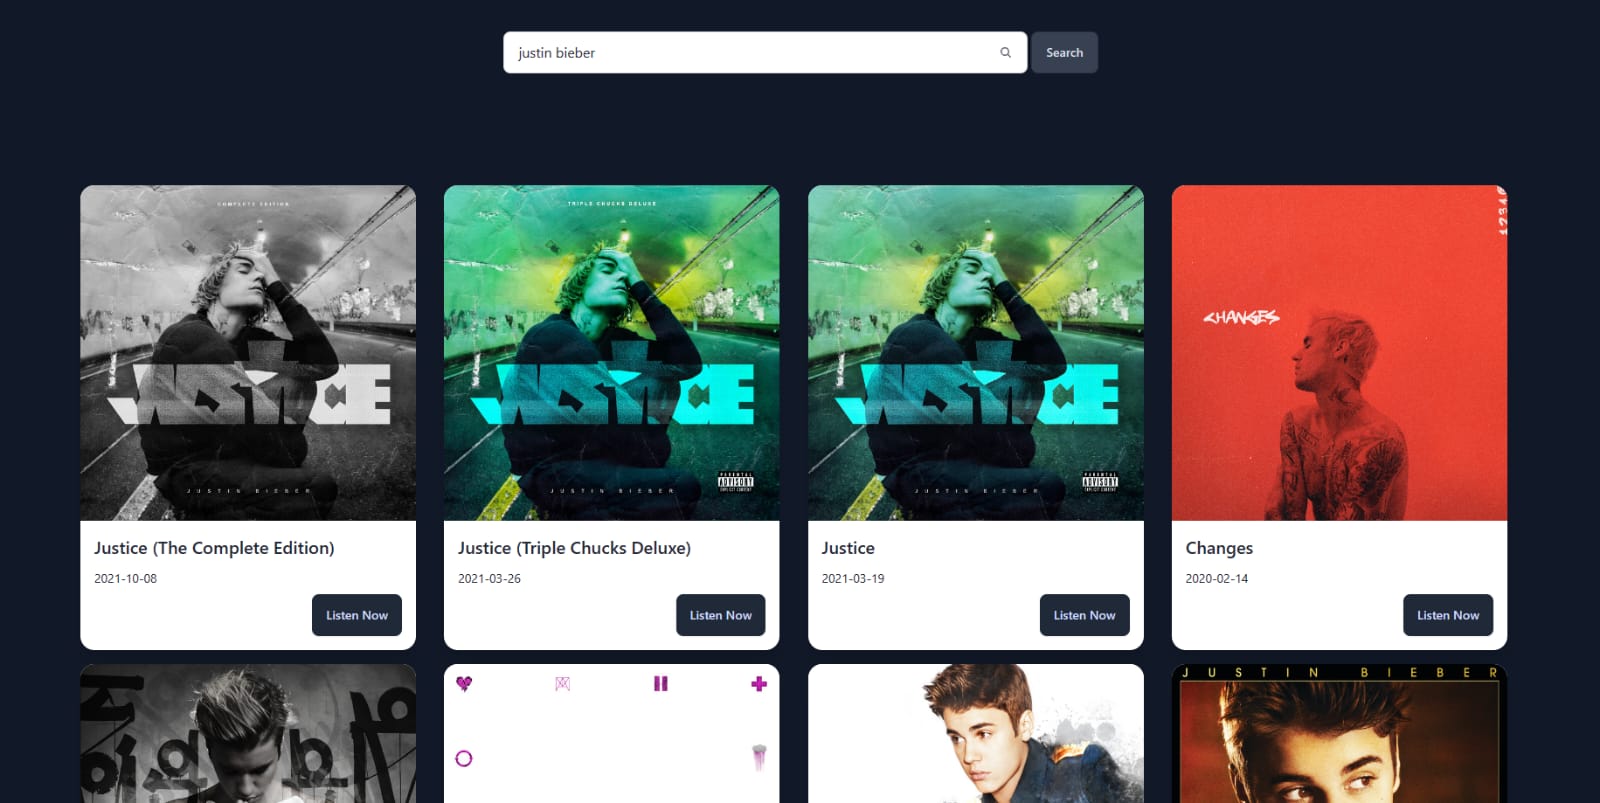 justin bieber
Search
COMPLETE EDITION
TRIPLE CHUCKS DELUXE
JUSTICE
JUSTIN BIEBER
JUSTICE
JUSTIN BIEBER
PARENTAL
ADVISORY
EXPLICIT CONTENT
JUSTICE
JUSTIN BIEBER
PARENTAL
ADVISORY
EXPLICIT CONTENT
CHANGES
Justice (The Complete Edition)
2021-10-08
Listen Now
Justice (Triple Chucks Deluxe)
2021-03-26
Listen Now
Justice
2021-03-19
Listen Now
Changes
2020-02-14
Listen Now
JUSTIN BIEBER